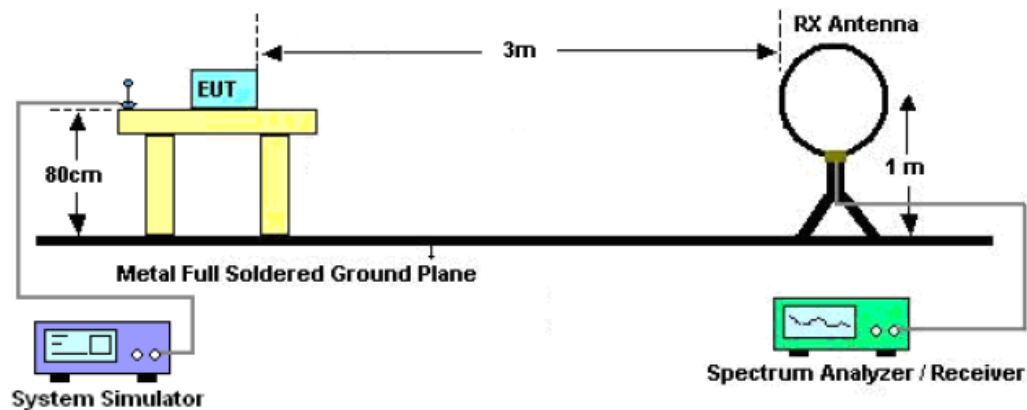 RX Antenna
3m
EUT
80cm
1 m
Metal Full Soldered Ground Plane
System Simulator
Spectrum Analyzer / Receiver